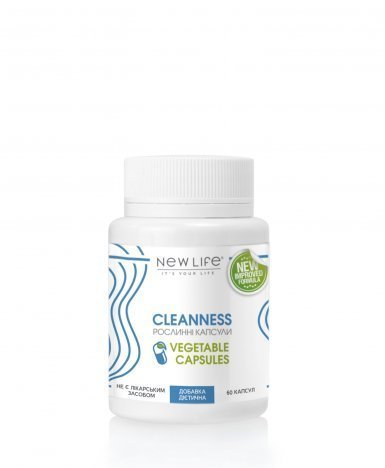 NEW LIFE®
IT'S YOUR LIFE
NEW
IMPROVED
FORMULA
CLEANNESS
РОСЛИННІ КАПСУЛИ
VEGETABLE
CAPSULES
НЕ Є ЛІКАРСЬКИМ
ЗАСОБОМ
ДОБАВКА
ДІЄТИЧНА
60 КАПСУЛ